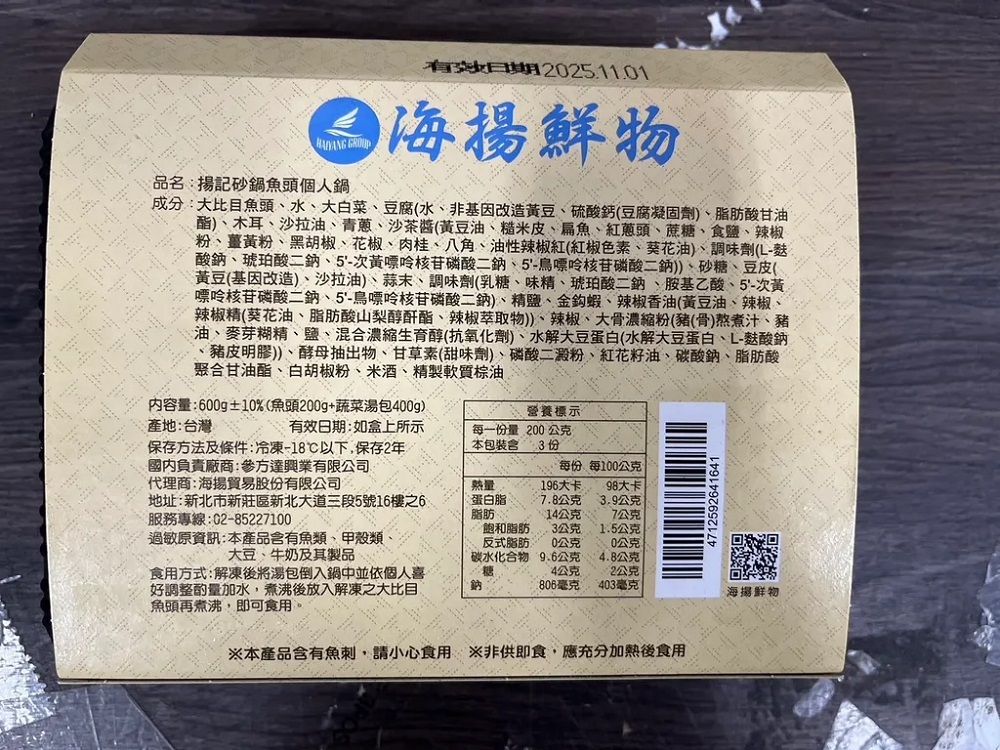 有效日期2025.11.01
HAIYANG GROUP
海揚鮮物
品名：揚記砂鍋魚頭個人鍋
成分：大比目魚頭、水、大白菜、豆腐(水、非基因改造黃豆、硫酸鈣(豆腐凝固劑)、脂肪酸甘油
酯)、木耳、沙拉油、青蔥、沙茶醬(黃豆油、糙米皮、扁魚、紅蔥頭、蔗糖、食鹽、辣椒
粉、薑黃粉、黑胡椒、花椒、肉桂、八角、油性辣椒紅(紅椒色素、葵花油)、調味劑(L-麩
酸鈉、琥珀酸二鈉、5'-次黃嘌呤核苷磷酸二鈉、5'-鳥嘌呤核苷磷酸二鈉))、砂糖、豆皮(
黃豆(基因改造)、沙拉油)、蒜末、調味劑(乳糖、味精、琥珀酸二鈉、胺基乙酸、5'-次黃
嘌呤核苷磷酸二鈉、5'-鳥嘌呤核苷磷酸二鈉)、精鹽、金鈎蝦、辣椒香油(黃豆油、辣椒、
辣椒精(葵花油、脂肪酸山梨醇酐酯、辣椒萃取物))、辣椒、大骨濃縮粉(豬(骨)熬煮汁、豬
油、麥芽糊精、鹽、混合濃縮生育醇(抗氧化劑)、水解大豆蛋白(水解大豆蛋白、L-麩酸鈉
、豬皮明膠))、酵母抽出物、甘草素(甜味劑)、磷酸二澱粉、紅花籽油、碳酸鈉、脂肪酸
聚合甘油酯、白胡椒粉、米酒、精製軟質棕油
內容量：600g±10%(魚頭200g+蔬菜湯包400g)
產地：台灣 有效日期：如盒上所示
保存方法及條件：冷凍-18℃以下,保存2年
國內負責廠商：參方達興業有限公司
代理商：海揚貿易股份有限公司
地址：新北市新莊區新北大道三段5號16樓之6
服務專線：02-85227100
過敏原資訊：本產品含有魚類、甲殼類、
大豆、牛奶及其製品
食用方式：解凍後將湯包倒入鍋中並依個人喜
好調整酌量加水，煮沸後放入解凍之大比目
魚頭再煮沸，即可食用。
營養標示
每一份量 200 公克
本包裝含 3 份
每份 每100公克
熱量 196大卡 98大卡
蛋白脂 7.8公克 3.9公克
脂肪 14公克 7公克
飽和脂肪 3公克 1.5公克
反式脂肪 0公克 0公克
碳水化合物 9.6公克 4.8公克
糖 4公克 2公克
鈉 806毫克 403毫克
4712592641641
海揚鮮物
※本產品含有魚刺，請小心食用 ※非供即食，應充分加熱後食用